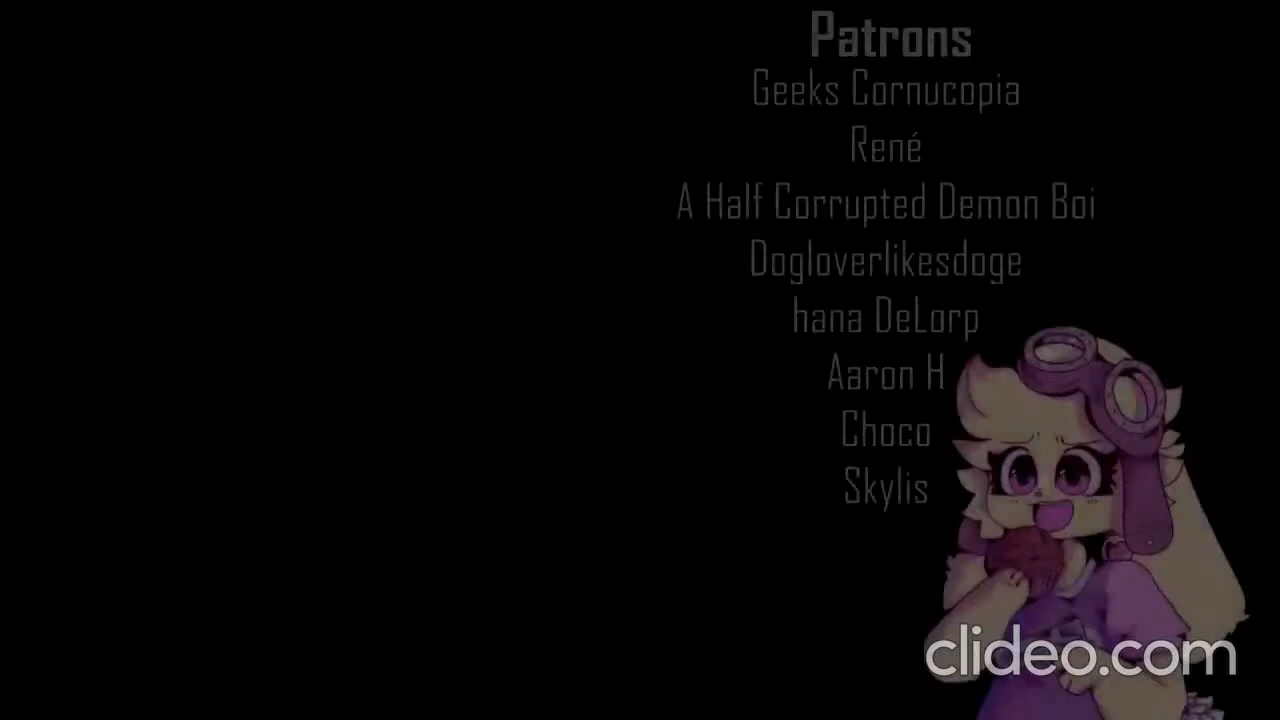 Patrons
Geeks Cornucopia
René
A Half Corrupted Demon Boi
Dogloverlikesdoge
hana DeLorp
Aaron H
Choco
Skylis
clideo.com